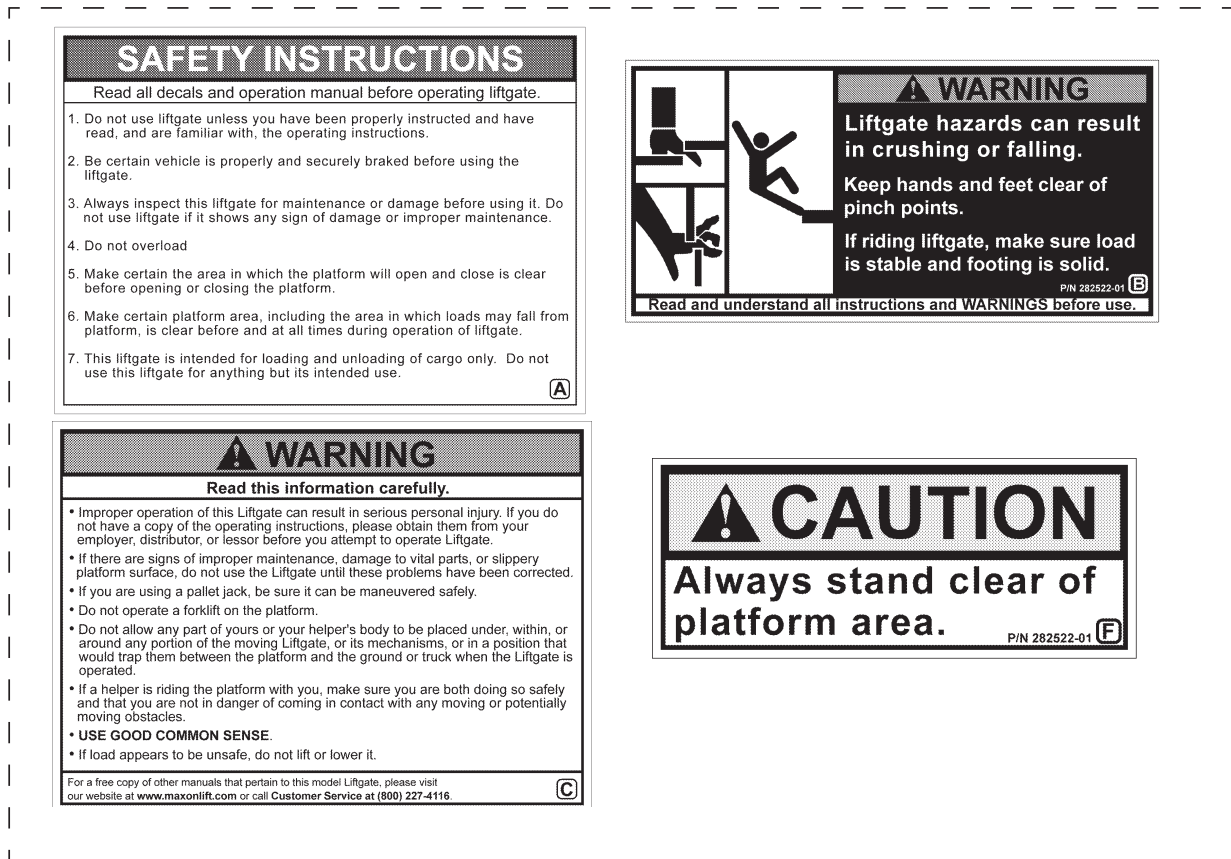 SAFETY INSTRUCTIONS
Read all decals and operation manual before operating liftgate.
1. Do not use liftgate unless you have been properly instructed and have
read, and are familiar with, the operating instructions.
2. Be certain vehicle is properly and securely braked before using the
liftgate.
3. Always inspect this liftgate for maintenance or damage before using it. Do
not use liftgate if it shows any sign of damage or improper maintenance.
4. Do not overload
5. Make certain the area in which the platform will open and close is clear
before opening or closing the platform.
6. Make certain platform area, including the area in which loads may fall from
platform, is clear before and at all times during operation of liftgate.
7. This liftgate is intended for loading and unloading of cargo only. Do not
use this liftgate for anything but its intended use.
A
WARNING
Liftgate hazards can result
in crushing or falling.
Keep hands and feet clear of
pinch points.
If riding liftgate, make sure load
is stable and footing is solid.
P/N 282522-01 B
Read and understand all instructions and WARNINGS before use.
WARNING
Read this information carefully.
• Improper operation of this Liftgate can result in serious personal injury. If you do
not have a copy of the operating instructions, please obtain them from your
employer, distributor, or lessor before you attempt to operate Liftgate.
• If there are signs of improper maintenance, damage to vital parts, or slippery
platform surface, do not use the Liftgate until these problems have been corrected.
• If you are using a pallet jack, be sure it can be maneuvered safely.
• Do not operate a forklift on the platform.
• Do not allow any part of yours or your helper's body to be placed under, within, or
around any portion of the moving Liftgate, or its mechanisms, or in a position that
would trap them between the platform and the ground or truck when the Liftgate is
operated.
• If a helper is riding the platform with you, make sure you are both doing so safely
and that you are not in danger of coming in contact with any moving or potentially
moving obstacles.
• USE GOOD COMMON SENSE.
• If load appears to be unsafe, do not lift or lower it.
For a free copy of other manuals that pertain to this model Liftgate, please visit
our website at www.maxonlift.com or call Customer Service at (800) 227-4116.
C
CAUTION
Always stand clear of
platform area.
P/N 282522-01 F